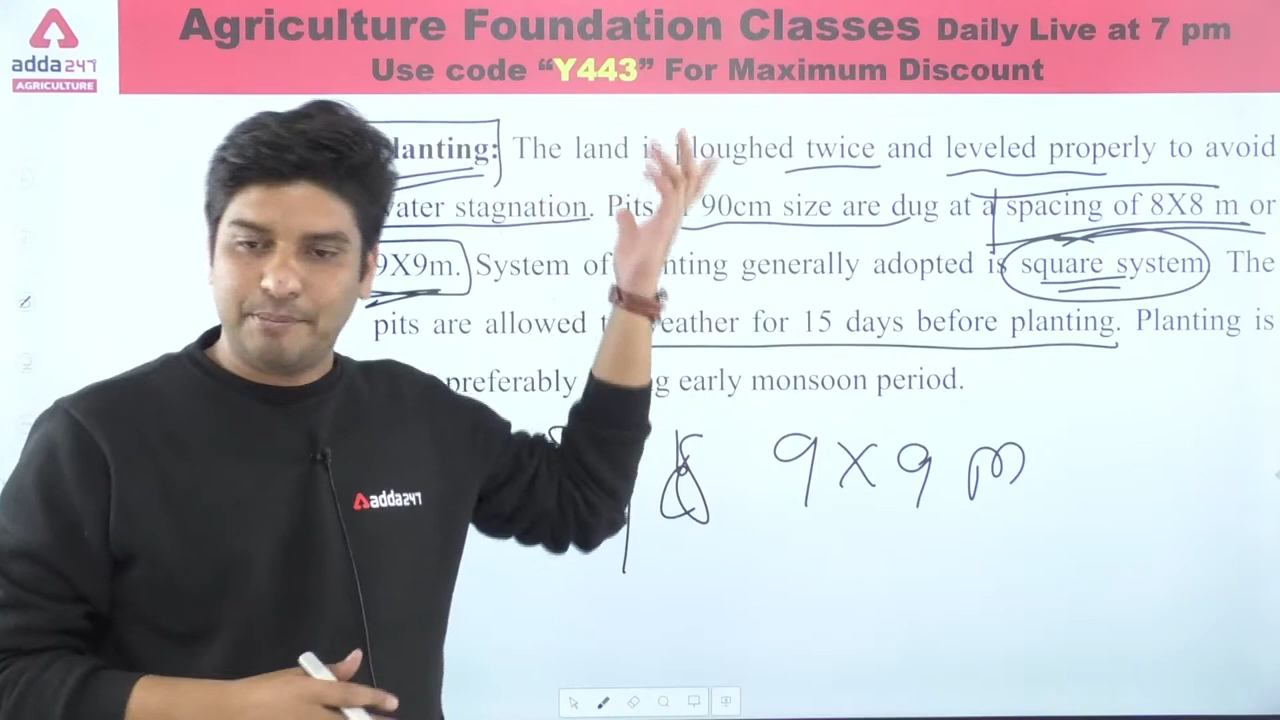 Agriculture Foundation Classes Daily Live at 7 pm
Use code “Y443” For Maximum Discount
adda247
AGRICULTURE
lanting: The land is ploughed twice and leveled properly to avoid
water stagnation. Pits 90cm size are dug at a spacing of 8X8 m or
9X9m. System of nting generally adopted is square system The
pits are allowed t eather for 15 days before planting. Planting is
preferably g early monsoon period.
9 X 9 m
adda247